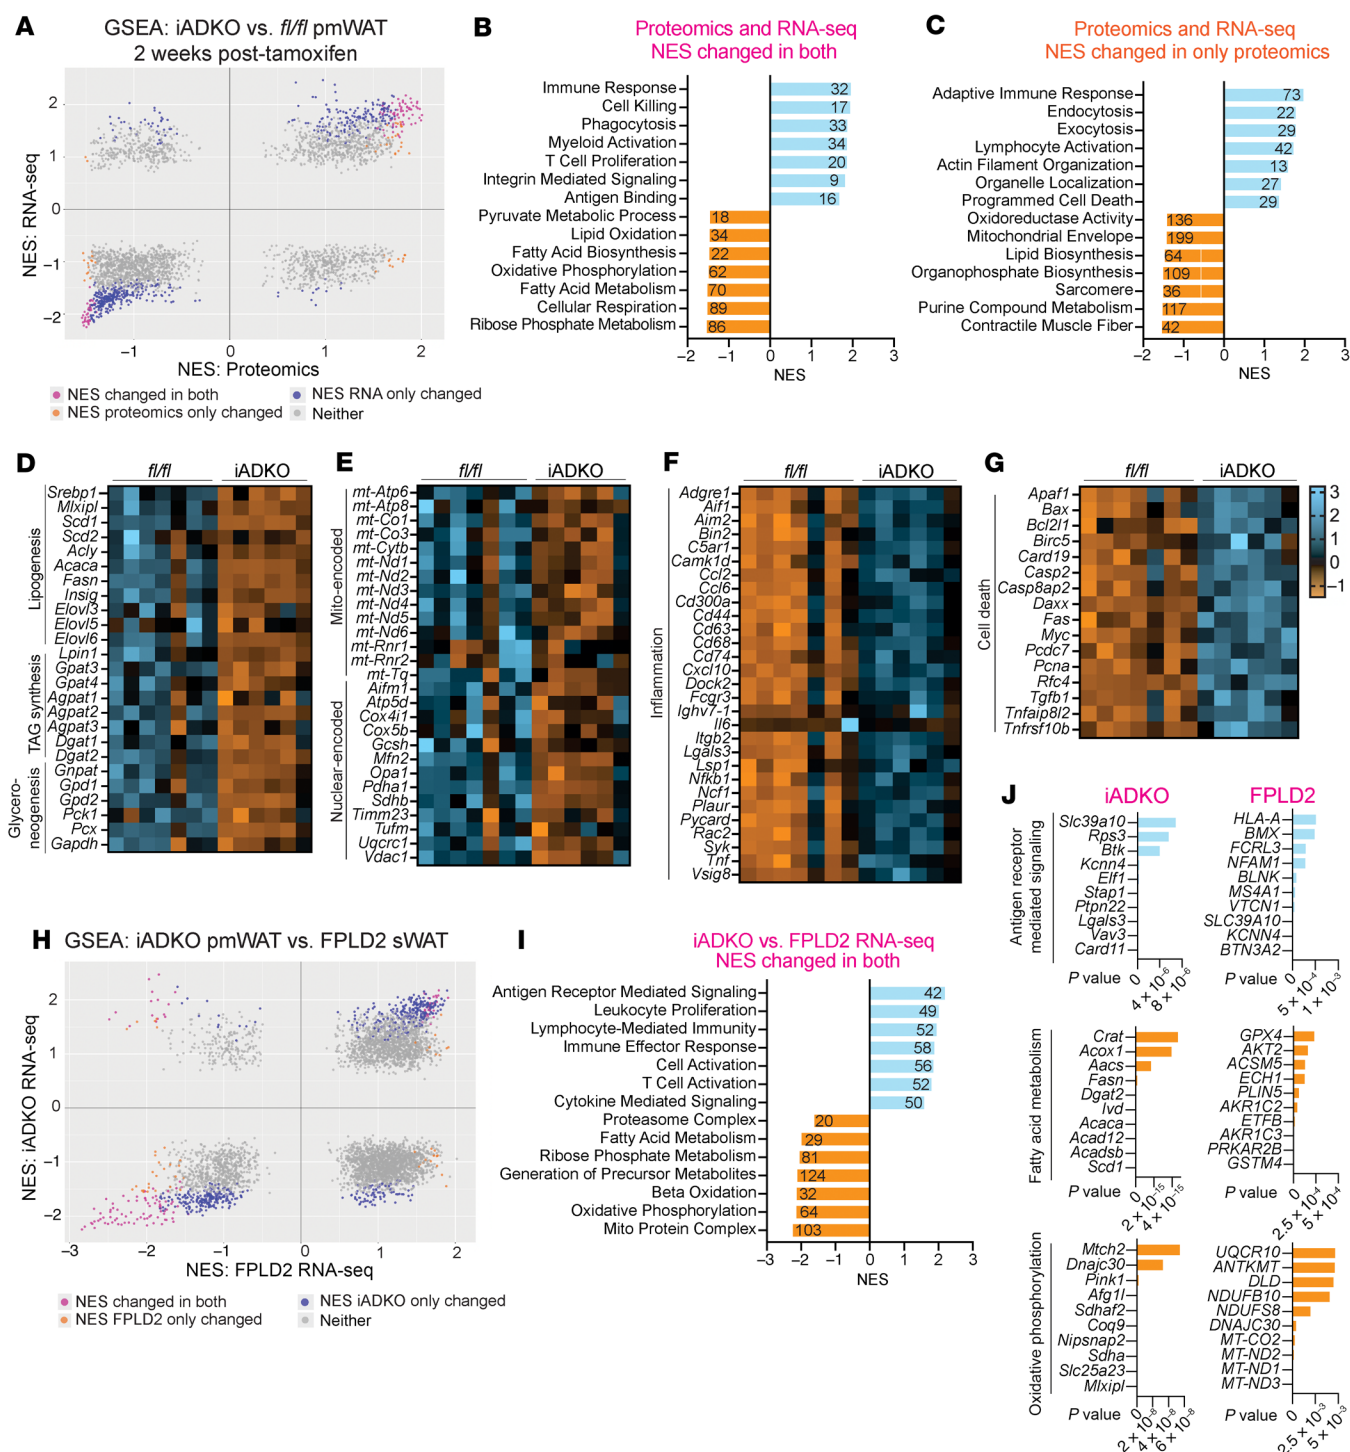 A
GSEA: iADKO vs. fl/fl pmWAT
2 weeks post-tamoxifen
NES: RNA-seq
2
1
0
−1
−2
−1
0
1
2
NES: Proteomics
NES changed in both
NES RNA only changed
NES proteomics only changed
Neither
B
Proteomics and RNA-seq
NES changed in both
Immune Response 32
Cell Killing 17
Phagocytosis 33
Myeloid Activation 34
T Cell Proliferation 20
Integrin Mediated Signaling 9
Antigen Binding 16
Pyruvate Metabolic Process 18
Lipid Oxidation 34
Fatty Acid Biosynthesis 22
Oxidative Phosphorylation 62
Fatty Acid Metabolism 70
Cellular Respiration 89
Ribose Phosphate Metabolism 86
−2 −1 0 1 2 3
NES
C
Proteomics and RNA-seq
NES changed in only proteomics
Adaptive Immune Response 73
Endocytosis 22
Exocytosis 29
Lymphocyte Activation 42
Actin Filament Organization 13
Organelle Localization 27
Programmed Cell Death 29
Oxidoreductase Activity 136
Mitochondrial Envelope 199
Lipid Biosynthesis 64
Organophosphate Biosynthesis 109
Sarcomere 36
Purine Compound Metabolism 117
Contractile Muscle Fiber 42
−2 −1 0 1 2 3
NES
D
fl/fl iADKO
Lipogenesis
Srebp1
Mlxipl
Scd1
Scd2
Acly
Acaca
Fasn
Insig
Elovl3
Elovl5
Elovl6
TAG synthesis
Lpin1
Gpat3
Gpat4
Agpat1
Agpat2
Agpat3
Dgat1
Dgat2
Glycero-
neogenesis
Gnpat
Gpd1
Gpd2
Pck1
Pcx
Gapdh
E
fl/fl iADKO
Mito-encoded
mt-Atp6
mt-Atp8
mt-Co1
mt-Co3
mt-Cytb
mt-Nd1
mt-Nd2
mt-Nd3
mt-Nd4
mt-Nd5
mt-Nd6
mt-Rnr1
mt-Rnr2
mt-Tq
Nuclear-encoded
Aifm1
Atp5d
Cox4i1
Cox5b
Gcsh
Mfn2
Opa1
Pdha1
Sdhb
Timm23
Tufm
Uqcrc1
Vdac1
F
fl/fl iADKO
Inflammation
Adgre1
Aif1
Aim2
Bin2
C5ar1
Camk1d
Ccl2
Ccl6
Cd300a
Cd44
Cd63
Cd68
Cd74
Cxcl10
Dock2
Fcgr3
Ighv7-1
Il6
Itgb2
Lgals3
Lsp1
Nfkb1
Ncf1
Plaur
Pycard
Rac2
Syk
Tnf
Vsig8
G
fl/fl iADKO
Cell death
Apaf1
Bax
Bcl2l1
Birc5
Card19
Casp2
Casp8ap2
Daxx
Fas
Myc
Pcdc7
Pcna
Rfc4
Tgfb1
Tnfaip8l2
Tnfrsf10b
3
2
1
0
−1
H
GSEA: iADKO pmWAT vs. FPLD2 sWAT
NES: iADKO RNA-seq
2
1
0
−1
−2
−3
−2
−1
0
1
2
NES: FPLD2 RNA-seq
NES changed in both
NES iADKO only changed
NES FPLD2 only changed
Neither
I
iADKO vs. FPLD2 RNA-seq
NES changed in both
Antigen Receptor Mediated Signaling 42
Leukocyte Proliferation 49
Lymphocyte-Mediated Immunity 52
Immune Effector Response 58
Cell Activation 56
T Cell Activation 52
Cytokine Mediated Signaling 50
Proteasome Complex 20
Fatty Acid Metabolism 29
Ribose Phosphate Metabolism 81
Generation of Precursor Metabolites 124
Beta Oxidation 32
Oxidative Phosphorylation 64
Mito Protein Complex 103
−3 −2 −1 0 1 2 3
NES
J
iADKO
FPLD2
Antigen receptor
mediated signaling
Slc39a10
Rps3
Btk
Kcnn4
Elf1
Stap1
Ptpn22
Lgals3
Vav3
Card11
P value
0
4 × 10⁻⁶
8 × 10⁻⁶
HLA-A
BMX
FCRL3
NFAM1
BLNK
MS4A1
VTCN1
SLC39A10
KCNN4
BTN3A2
P value
0
5 × 10⁻⁴
1 × 10⁻³
Fatty acid metabolism
Crat
Acox1
Aacs
Fasn
Dgat2
Ivd
Acaca
Acad12
Acadsb
Scd1
P value
0
2 × 10⁻¹⁵
4 × 10⁻¹⁵
GPX4
AKT2
ACSM5
ECH1
PLIN5
AKR1C2
ETFB
AKR1C3
PRKAR2B
GSTM4
P value
0
2.5 × 10⁻⁴
5 × 10⁻⁴
Oxidative phosphorylation
Mtch2
Dnajc30
Pink1
Afg1l
Sdhaf2
Coq9
Nipsnap2
Sdha
Slc25a23
Mlxipl
P value
0
2 × 10⁻⁸
4 × 10⁻⁸
6 × 10⁻⁸
UQCR10
ANTKMT
DLD
NDUFB10
NDUFS8
DNAJC30
MT-CO2
MT-ND2
MT-ND1
MT-ND3
P value
0
2.5 × 10⁻³
5 × 10⁻³